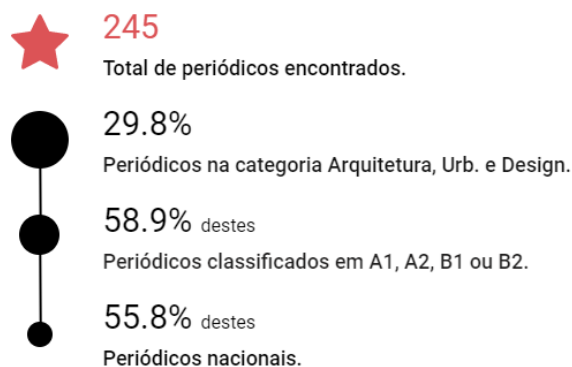 245
Total de periódicos encontrados.
29.8%
Periódicos na categoria Arquitetura, Urb. e Design.
58.9% destes
Periódicos classificados em A1, A2, B1 ou B2.
55.8% destes
Periódicos nacionais.